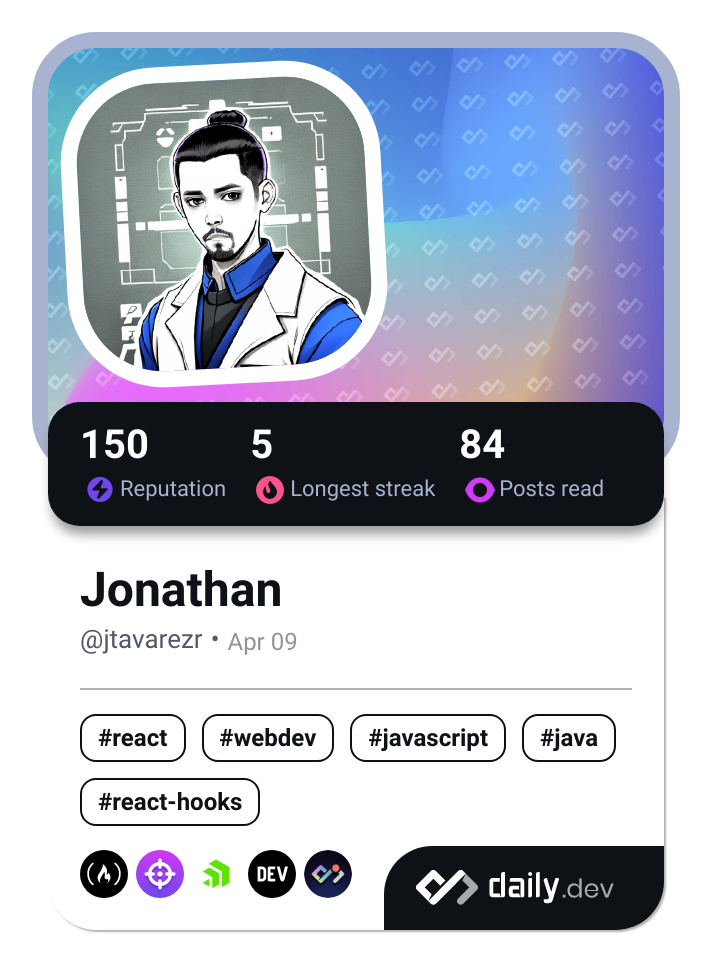 150 5 84
Reputation Longest streak Posts read
Jonathan
@jtavarezr • Apr 09
#react #webdev #javascript #java
#react-hooks
DEV
daily.dev